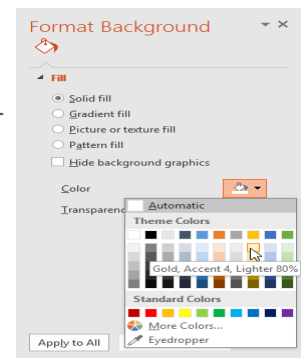 Format Background
Fill
Solid fill
Gradient fill
Picture or texture fill
Pattern fill
Hide background graphics
Color
Transparenc
Automatic
Theme Colors
Gold, Accent 4, Lighter 80%
Standard Colors
More Colors...
Eyedropper
Apply to All